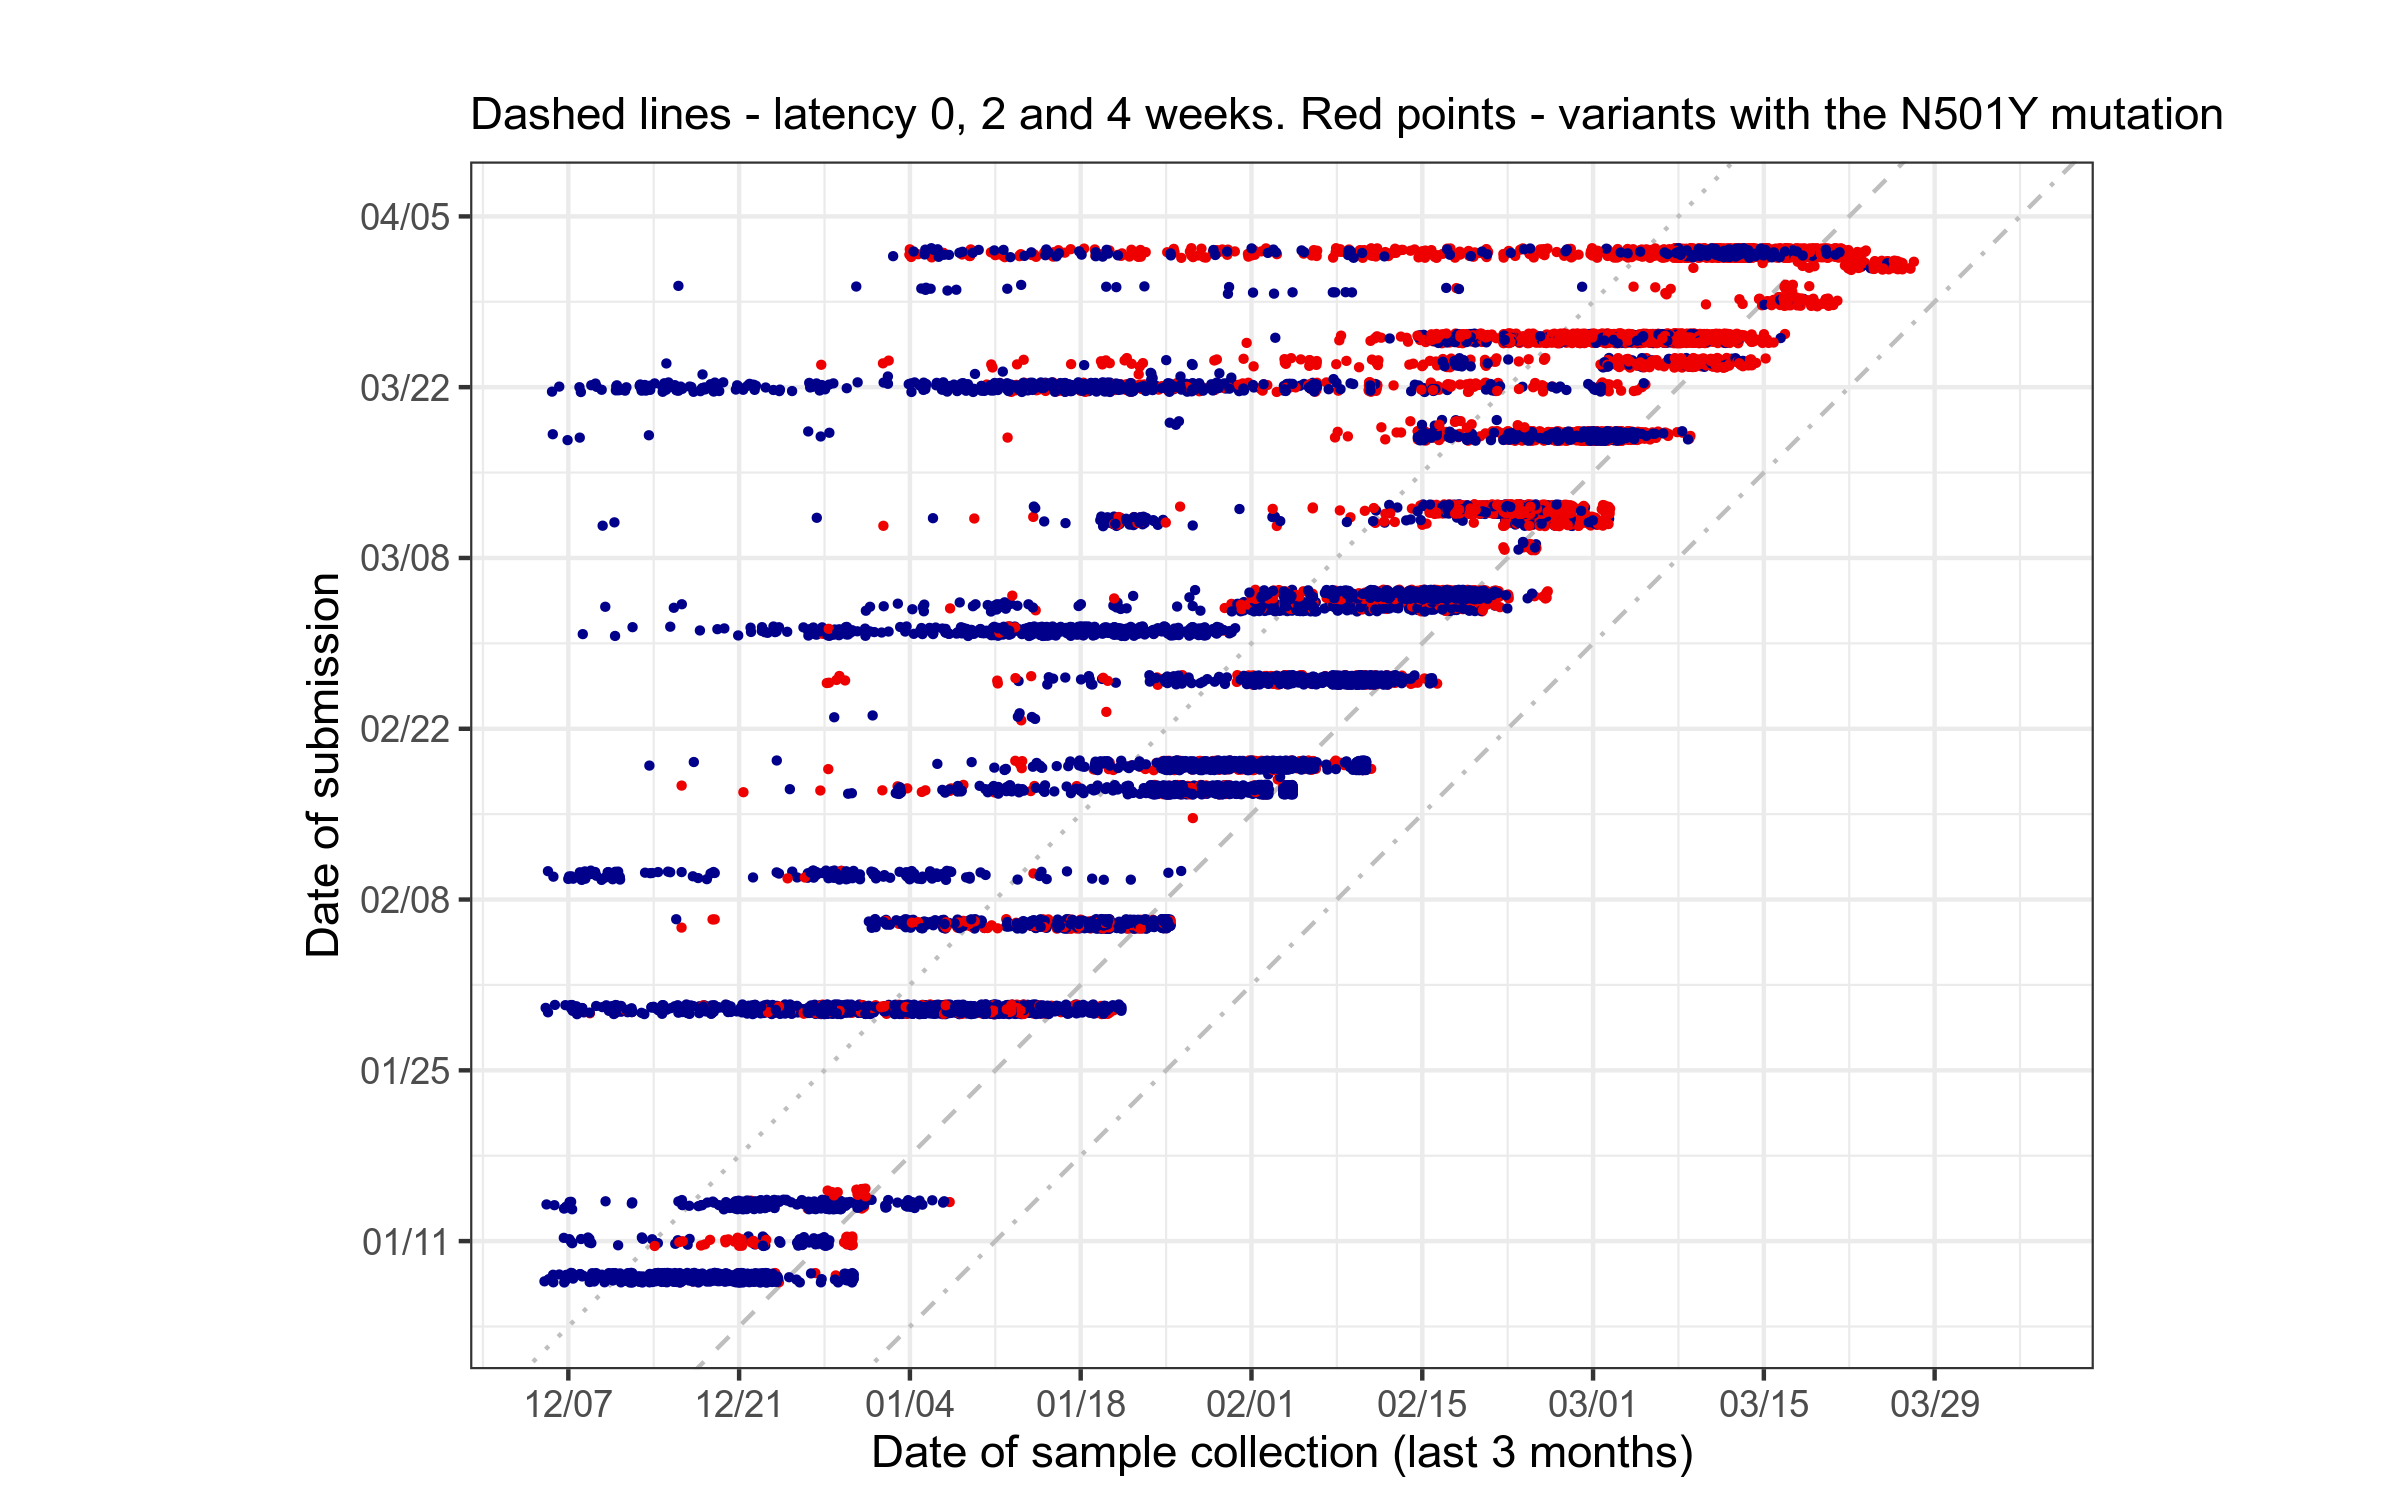 Dashed lines - latency 0, 2 and 4 weeks. Red points - variants with the N501Y mutation
Date of submission
04/05
03/22
03/08
02/22
02/08
01/25
01/11
12/07 12/21 01/04 01/18 02/01 02/15 03/01 03/15 03/29
Date of sample collection (last 3 months)